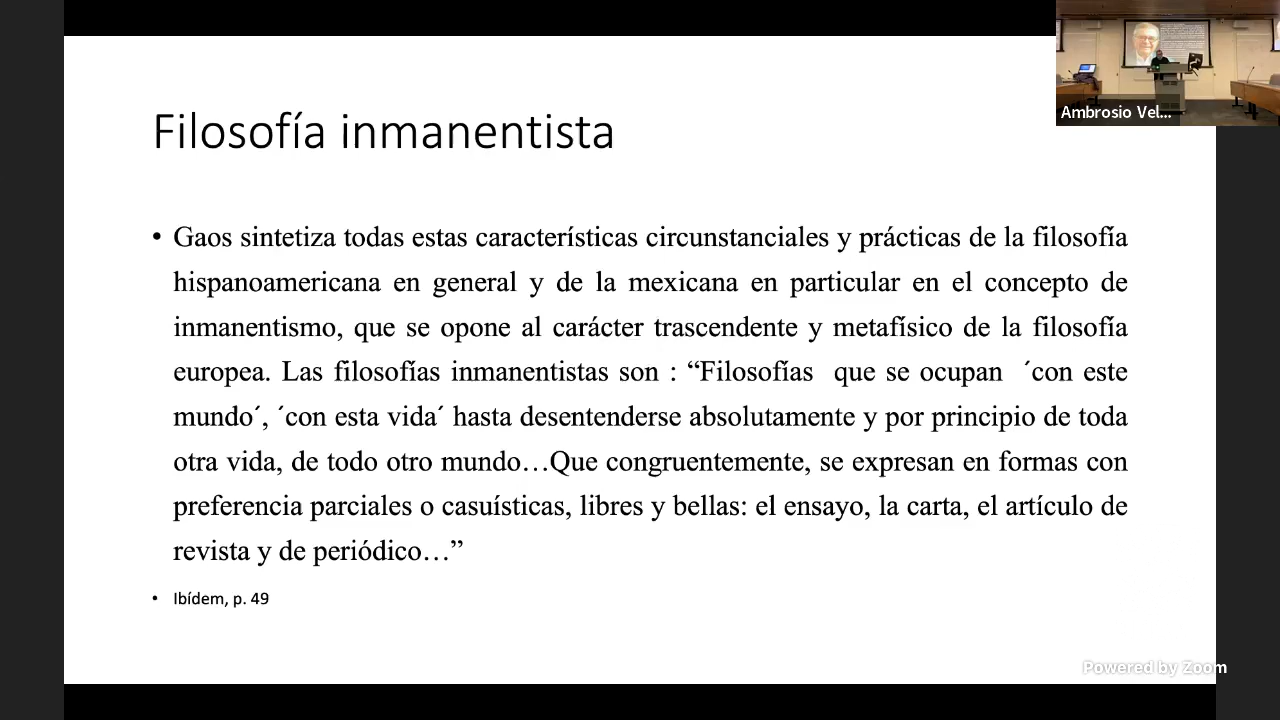 Ambrosio Vel...
Filosofía inmanentista
• Gaos sintetiza todas estas características circunstanciales y prácticas de la filosofía
hispanoamericana en general y de la mexicana en particular en el concepto de
inmanentismo, que se opone al carácter trascendente y metafísico de la filosofía
europea. Las filosofías inmanentistas son : “Filosofías que se ocupan ´con este
mundo´, ´con esta vida´ hasta desentenderse absolutamente y por principio de toda
otra vida, de todo otro mundo…Que congruentemente, se expresan en formas con
preferencia parciales o casuísticas, libres y bellas: el ensayo, la carta, el artículo de
revista y de periódico…”
• Ibídem, p. 49
Powered by Zoom